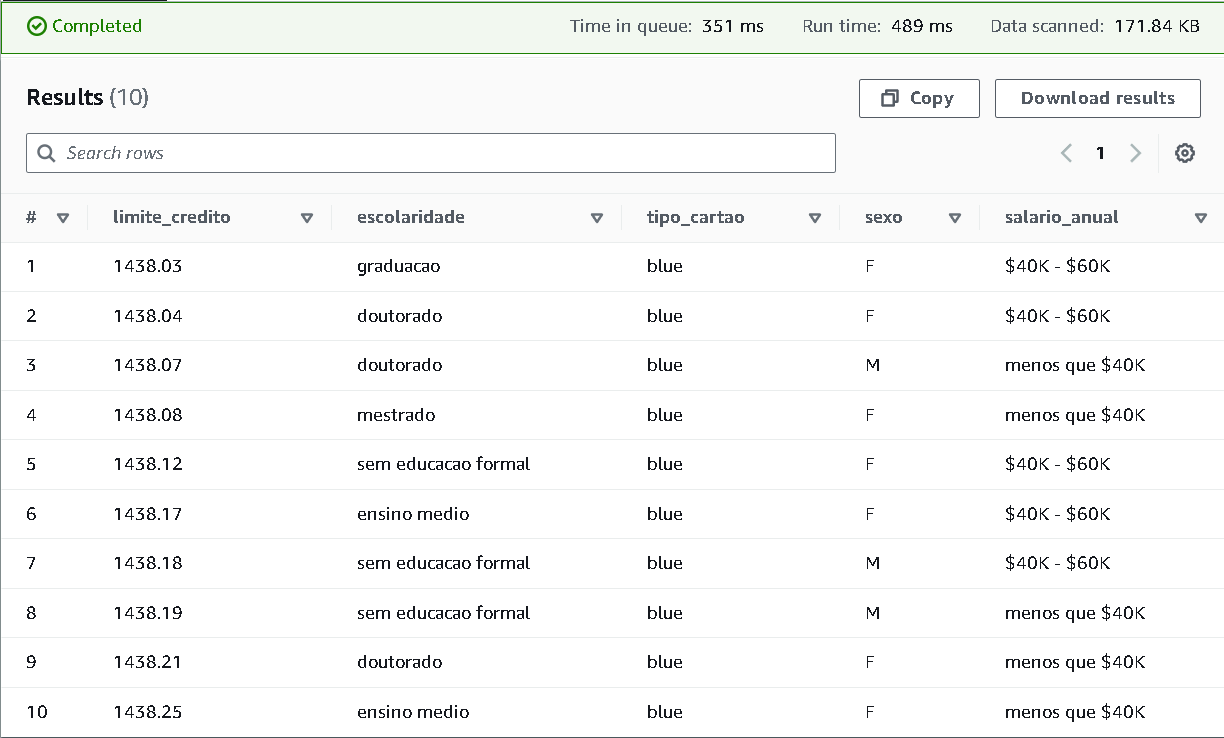 Completed Time in queue: 351 ms Run time: 489 ms Data scanned: 171.84 KB
Results (10) Copy Download results
Search rows 1
# limite_credito escolaridade tipo_cartao sexo salario_anual
1 1438.03 graduacao blue F $40K - $60K
2 1438.04 doutorado blue F $40K - $60K
3 1438.07 doutorado blue M menos que $40K
4 1438.08 mestrado blue F menos que $40K
5 1438.12 sem educacao formal blue F $40K - $60K
6 1438.17 ensino medio blue F $40K - $60K
7 1438.18 sem educacao formal blue M $40K - $60K
8 1438.19 sem educacao formal blue M menos que $40K
9 1438.21 doutorado blue F menos que $40K
10 1438.25 ensino medio blue F menos que $40K